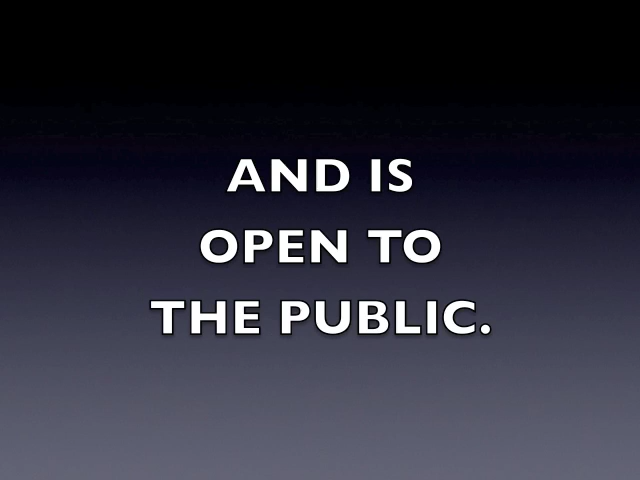 AND IS
OPEN TO
THE PUBLIC.